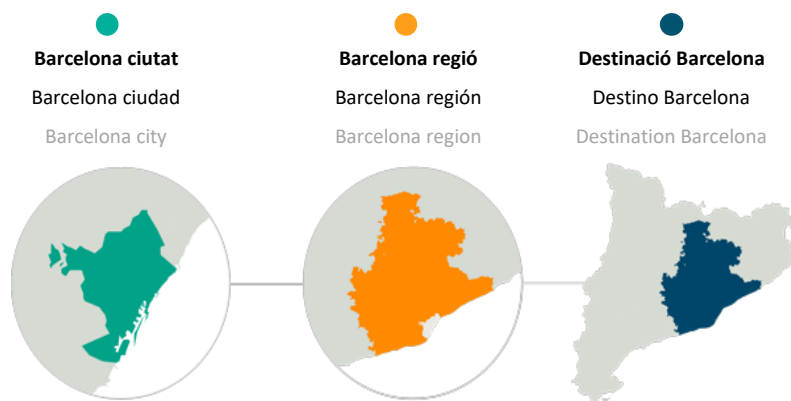 Barcelona ciutat
Barcelona ciudad
Barcelona city
Barcelona regió
Barcelona región
Barcelona region
Destinació Barcelona
Destino Barcelona
Destination Barcelona